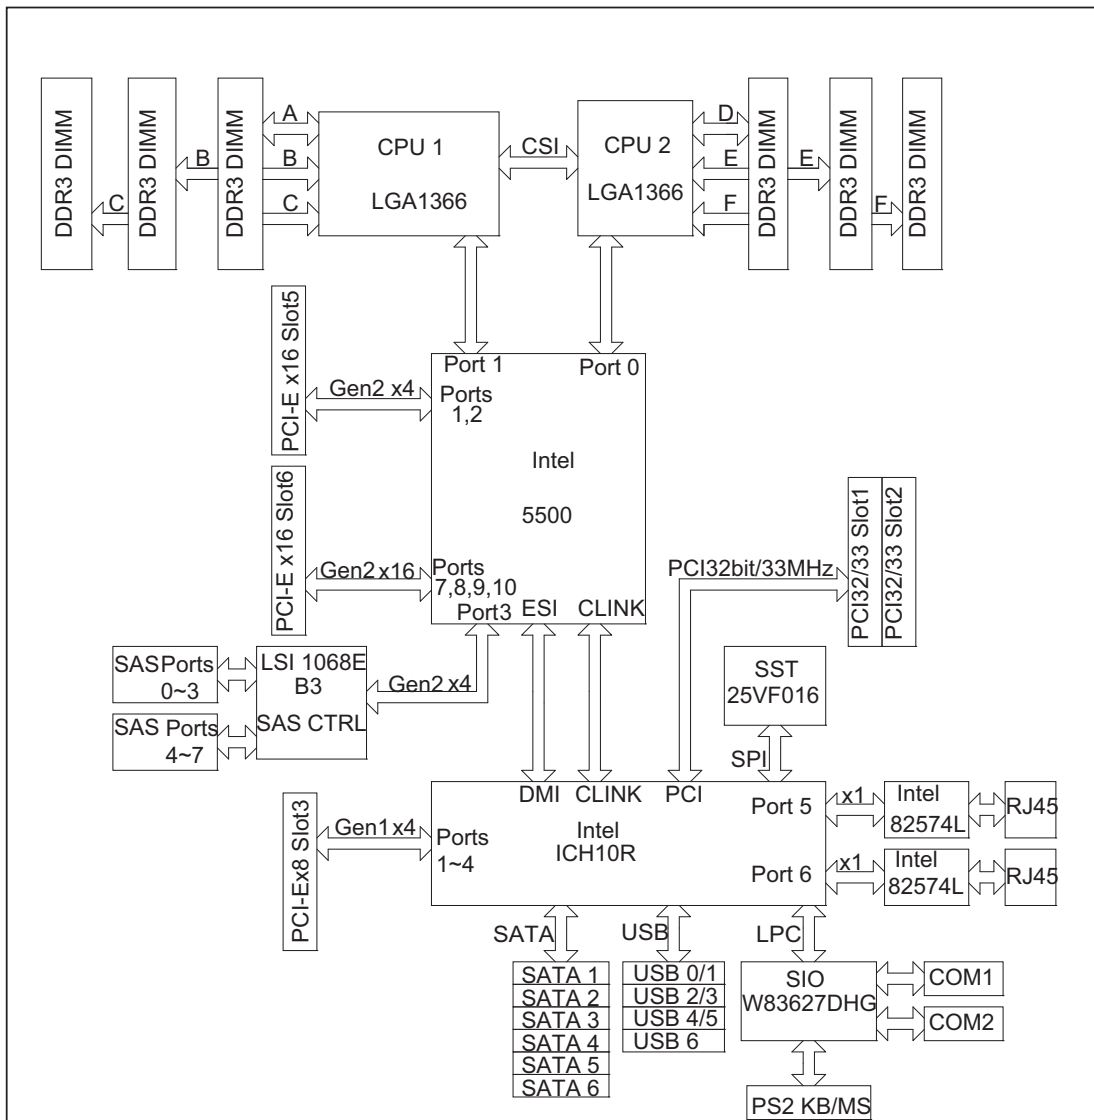 DDR3 DIMM
DDR3 DIMM
DDR3 DIMM
A
B
B
C
C
CPU 1
LGA1366
CSI
CPU 2
LGA1366
D
E
E
F
F
DDR3 DIMM
DDR3 DIMM
DDR3 DIMM
PCI-E x16 Slot5
Gen2 x4
Port 1
Port 0
Ports
1,2
Intel
5500
PCI-E x16 Slot6
Gen2 x16
Ports
7,8,9,10
Port3
ESI
CLINK
PCI32bit/33MHz
PCI32/33 Slot1
PCI32/33 Slot2
SAS Ports
0~3
SAS Ports
4~7
LSI 1068E
B3
SAS CTRL
Gen2 x4
SST
25VF016
SPI
DMI
CLINK
PCI
Intel
ICH10R
PCI-Ex8 Slot3
Gen1x4
Ports
1~4
Port 5
x1
Intel
82574L
RJ45
Port 6
x1
Intel
82574L
RJ45
SATA
USB
LPC
SATA 1
SATA 2
SATA 3
SATA 4
SATA 5
SATA 6
USB 0/1
USB 2/3
USB 4/5
USB 6
SIO
W83627DHG
COM1
COM2
PS2 KB/MS